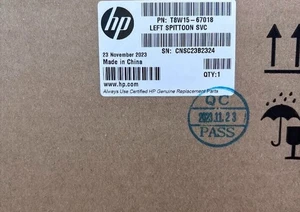 hp
PN: T8W15-67018
LEFT SPITTOON SVC
23 November 2023
SN: CNSC23B2324
Made in China
QTY:1
www.hp.com
Always Use Certified HP Genuine Replacement Parts
QC
2023.11.23
PASS